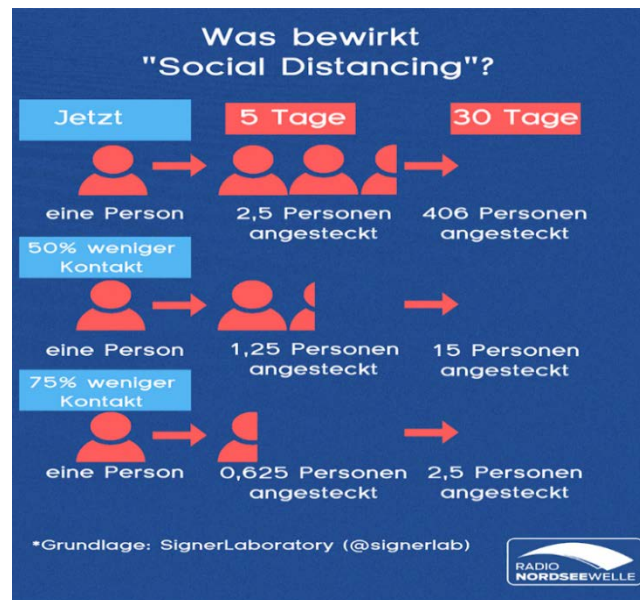 Was bewirkt
"Social Distancing"?
Jetzt
5 Tage
30 Tage
eine Person
2,5 Personen
angesteckt
406 Personen
angesteckt
50% weniger
Kontakt
eine Person
1,25 Personen
angesteckt
15 Personen
angesteckt
75% weniger
Kontakt
eine Person
0,625 Personen
angesteckt
2,5 Personen
angesteckt
*Grundlage: SignerLaboratory (@signerlab)
RADIO
NORDSEEWELLE